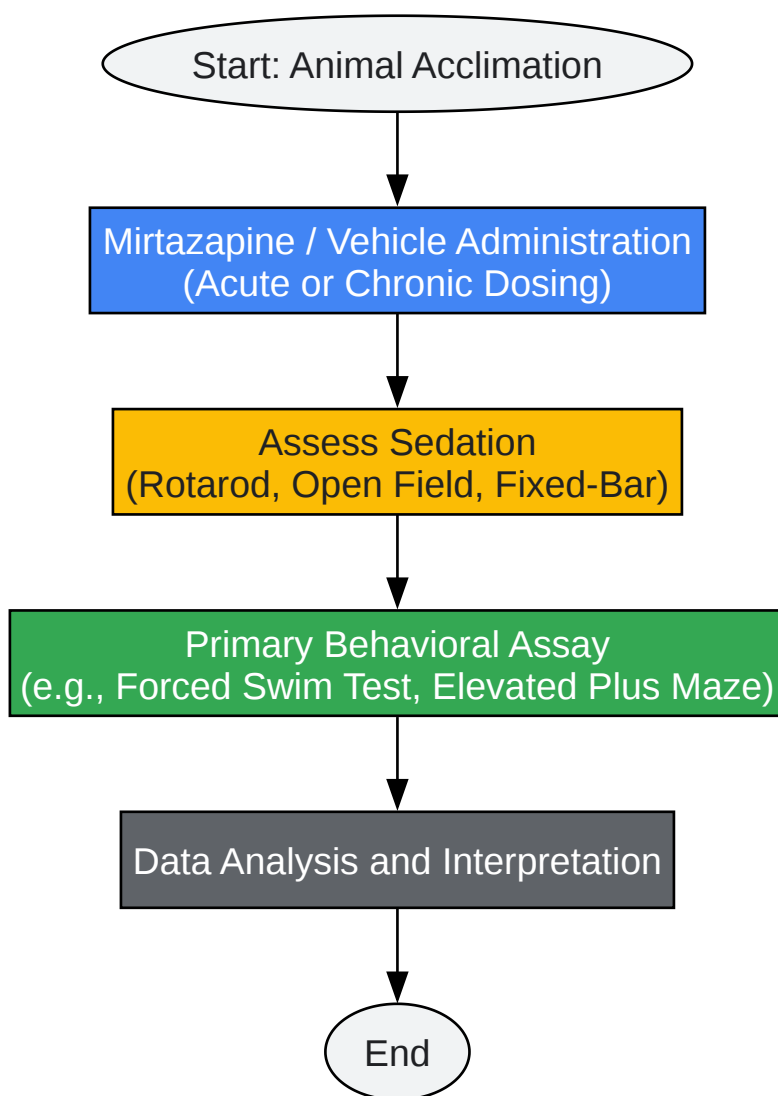 Start: Animal Acclimation
Mirtazapine / Vehicle Administration
(Acute or Chronic Dosing)
Assess Sedation
(Rotarod, Open Field, Fixed-Bar)
Primary Behavioral Assay
(e.g., Forced Swim Test, Elevated Plus Maze)
Data Analysis and Interpretation
End